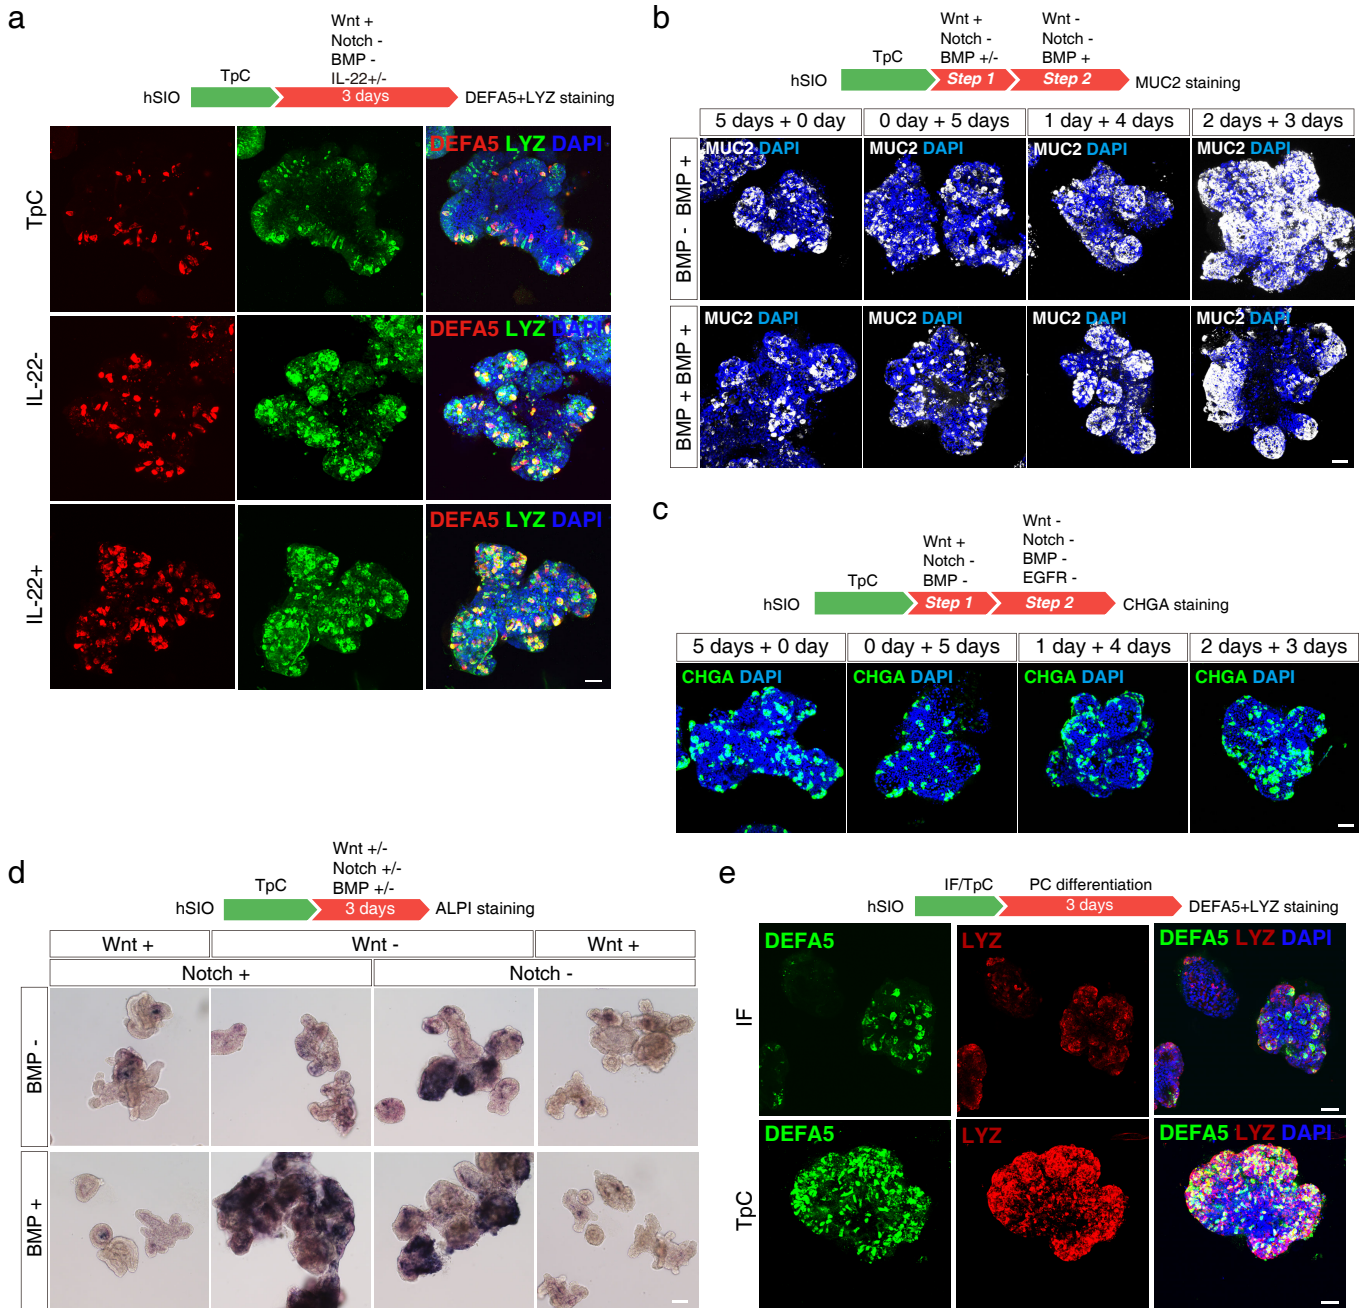 a
Wnt +
Notch -
BMP -
IL-22+/-
TpC
hSIO
3 days
DEFA5+LYZ staining
TpC
DEFA5 LYZ DAPI
IL-22-
DEFA5 LYZ DAPI
IL-22+
DEFA5 LYZ DAPI
b
Wnt +
Notch -
BMP +/-
Wnt -
Notch -
BMP +
TpC
hSIO
Step 1
Step 2
MUC2 staining
5 days + 0 day
0 day + 5 days
1 day + 4 days
2 days + 3 days
BMP - BMP +
MUC2 DAPI
MUC2 DAPI
MUC2 DAPI
MUC2 DAPI
BMP + BMP +
MUC2 DAPI
MUC2 DAPI
MUC2 DAPI
MUC2 DAPI
c
Wnt +
Notch -
BMP -
Wnt -
Notch -
BMP -
EGFR -
TpC
hSIO
Step 1
Step 2
CHGA staining
5 days + 0 day
0 day + 5 days
1 day + 4 days
2 days + 3 days
CHGA DAPI
CHGA DAPI
CHGA DAPI
CHGA DAPI
d
Wnt +/-
Notch +/-
BMP +/-
TpC
hSIO
3 days
ALPI staining
Wnt +
Wnt -
Wnt +
Notch +
Notch -
BMP -
BMP +
e
IF/TpC
PC differentiation
hSIO
3 days
DEFA5+LYZ staining
IF
DEFA5
LYZ
DEFA5 LYZ DAPI
TpC
DEFA5
LYZ
DEFA5 LYZ DAPI